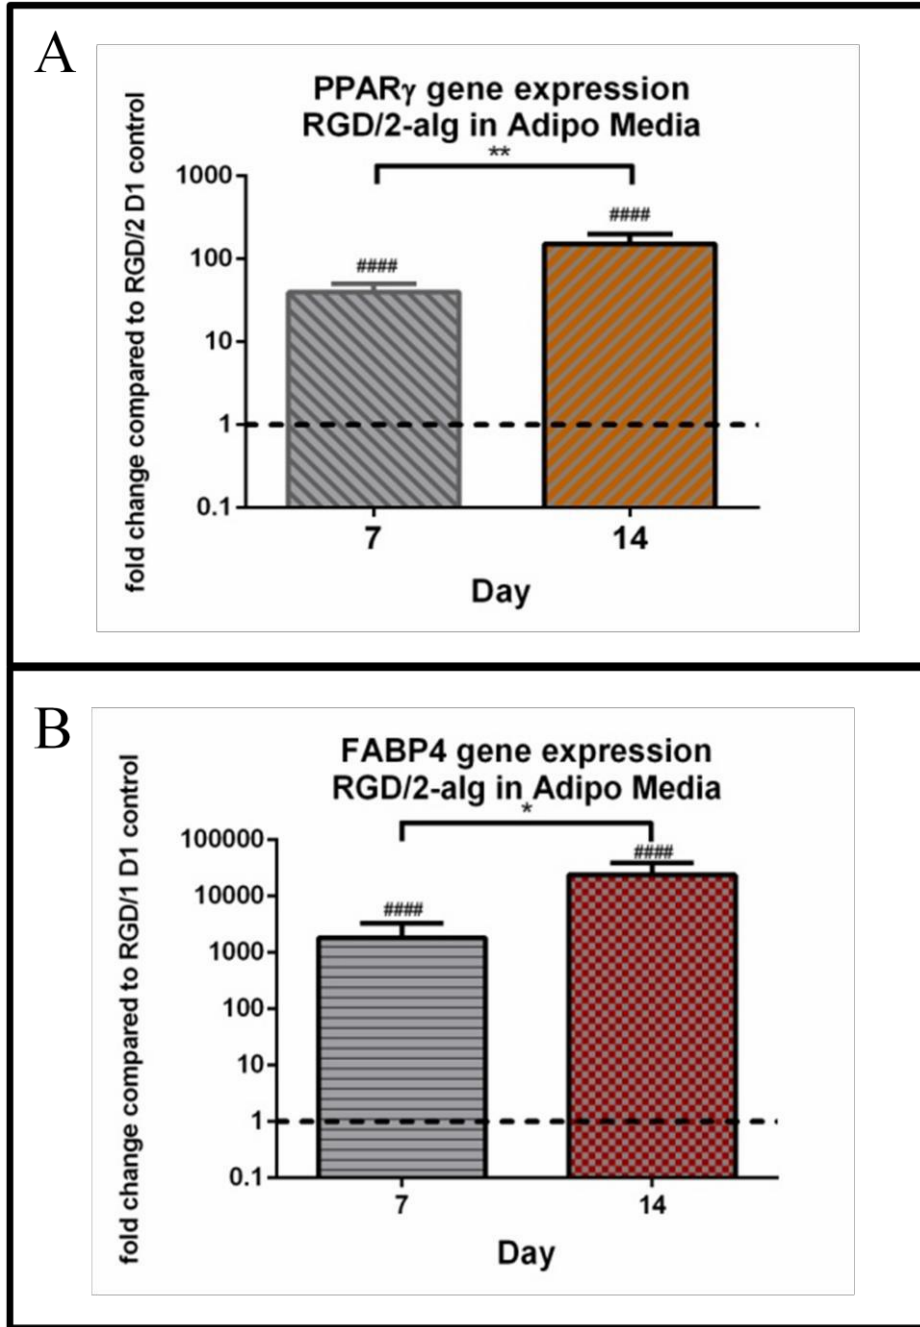 A
PPARγ gene expression
RGD/2-alg in Adipo Media
**
fold change compared to RGD/2 D1 control
1000
100
10
1
0.1
####
####
7
14
Day
B
FABP4 gene expression
RGD/2-alg in Adipo Media
*
fold change compared to RGD/1 D1 control
100000
10000
1000
100
10
1
0.1
####
####
7
14
Day